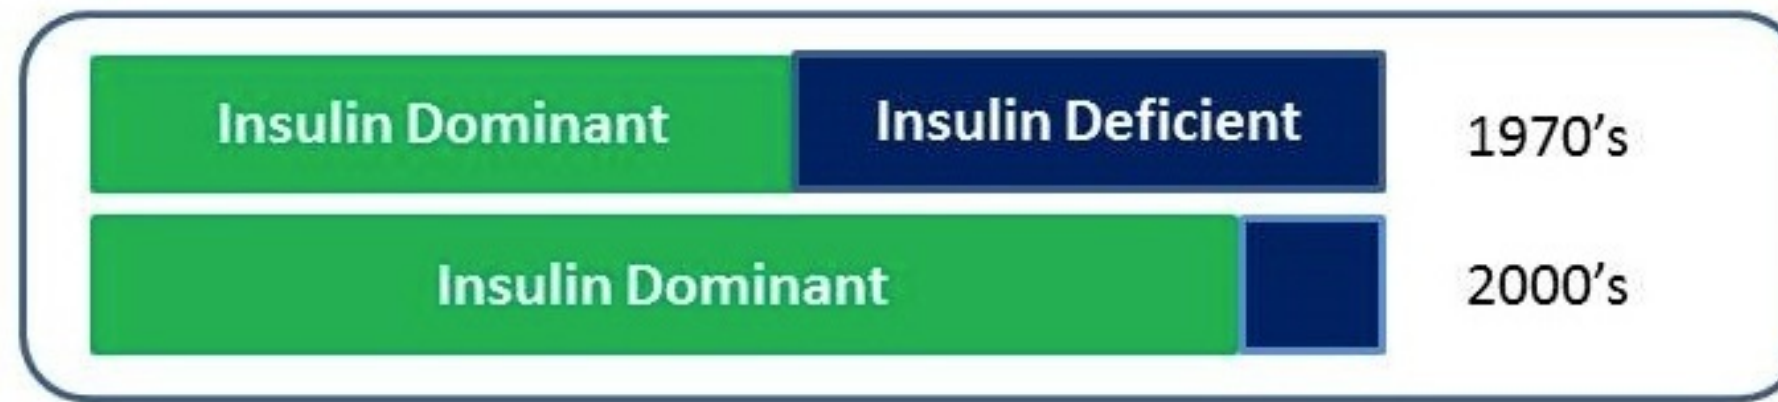 Insulin Dominant Insulin Deficient 1970's
Insulin Dominant 2000's